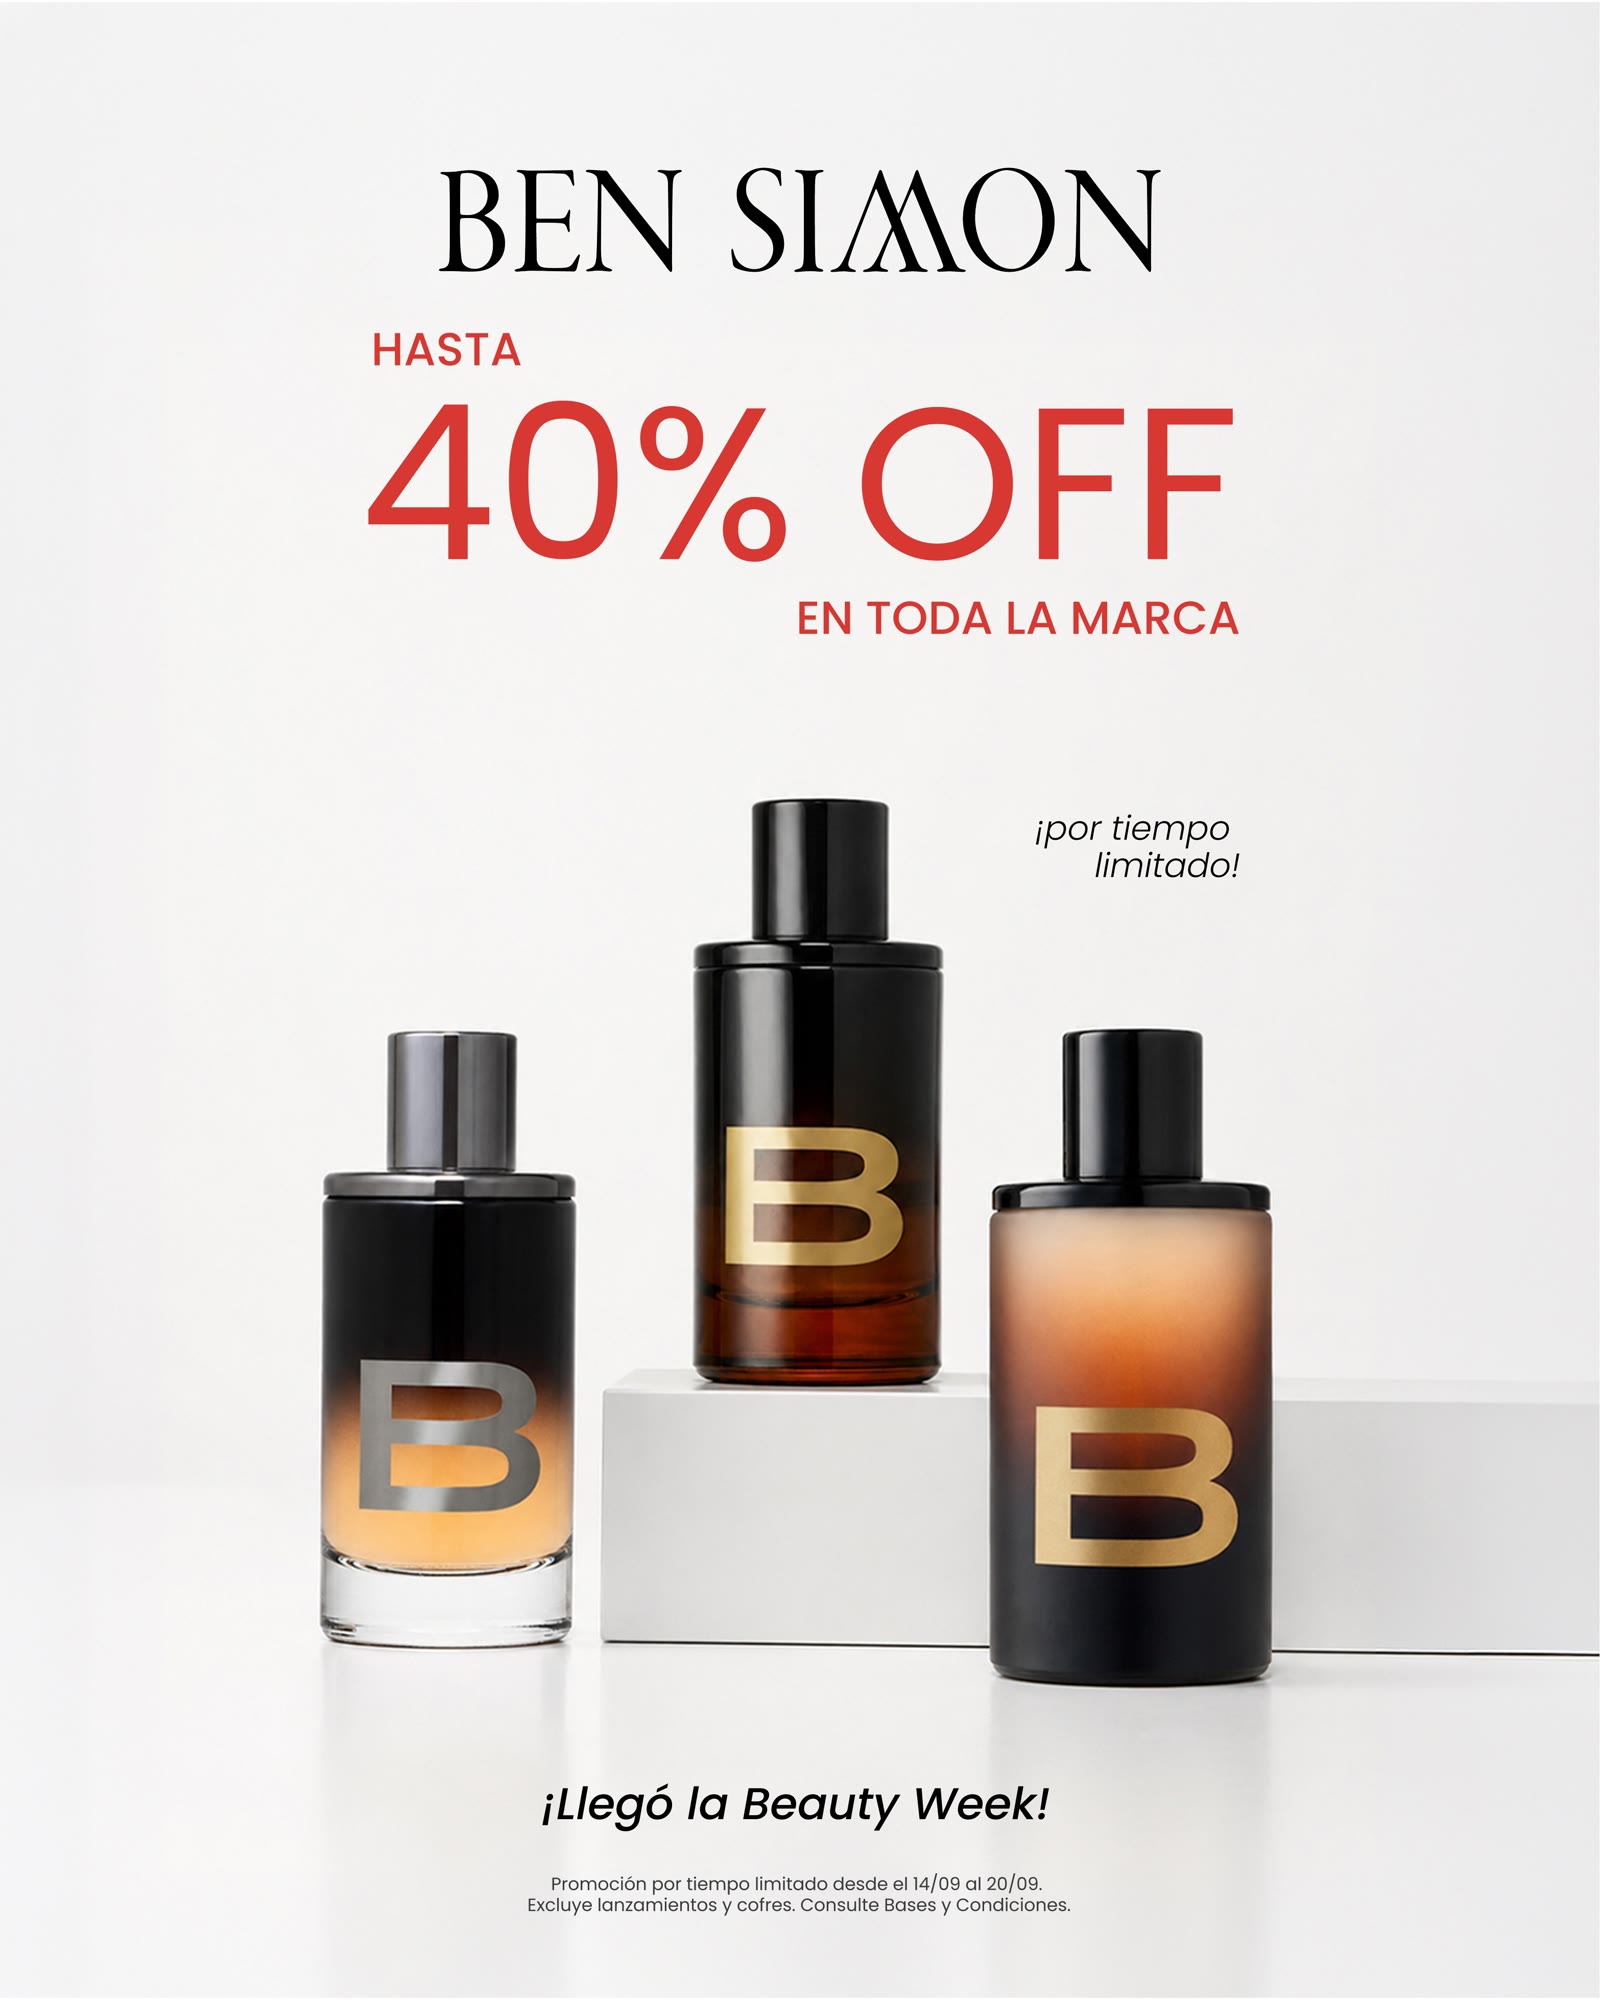 BEN SIMON
HASTA
40% OFF
EN TODA LA MARCA
¡por tiempo
limitado!
B
B
B
¡Llegó la Beauty Week!
Promoción por tiempo limitado desde el 14/09 al 20/09.
Excluye lanzamientos y cofres. Consulte Bases y Condiciones.